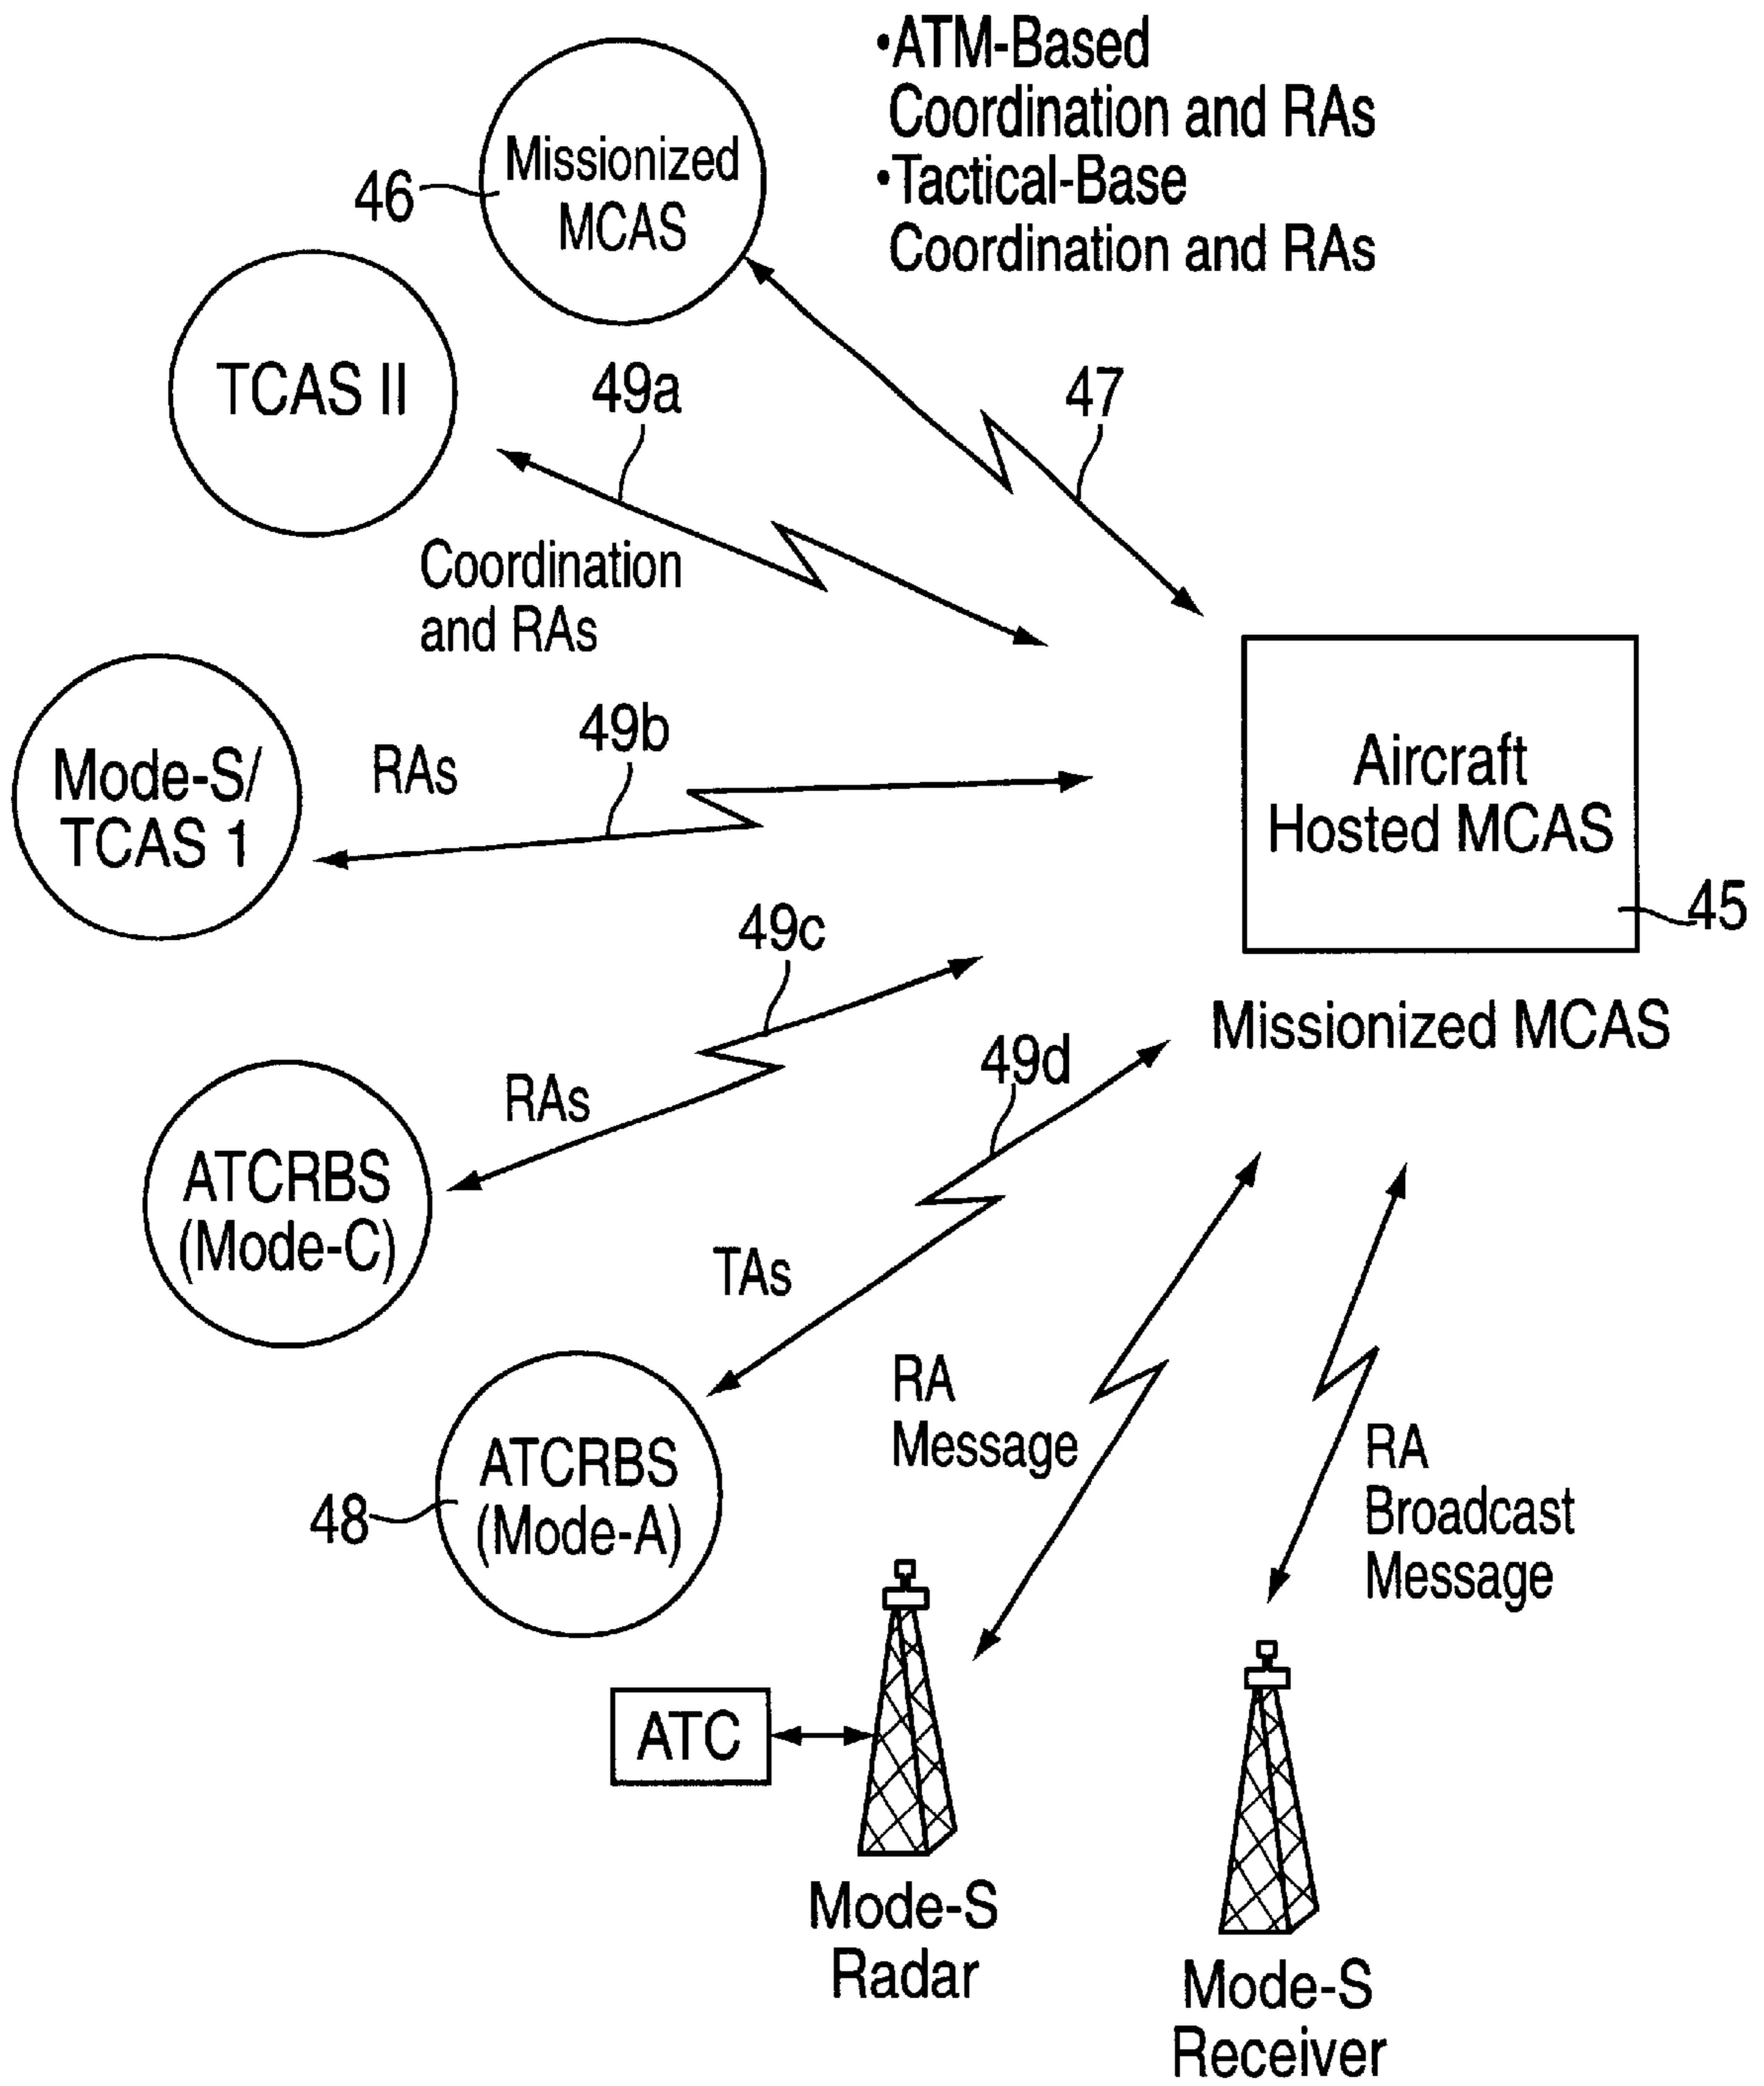 •ATM-Based
Coordination and RAs
•Tactical-Base
Coordination and RAs
Missionized
MCAS
46
TCAS II
49a
47
Coordination
and RAs
Mode-S/
TCAS 1
RAs
49b
Aircraft
Hosted MCAS
45
Missionized MCAS
49c
RAs
49d
ATCRBS
(Mode-C)
TAs
ATCRBS
(Mode-A)
48
RA
Message
RA
Broadcast
Message
ATC
Mode-S
Radar
Mode-S
Receiver